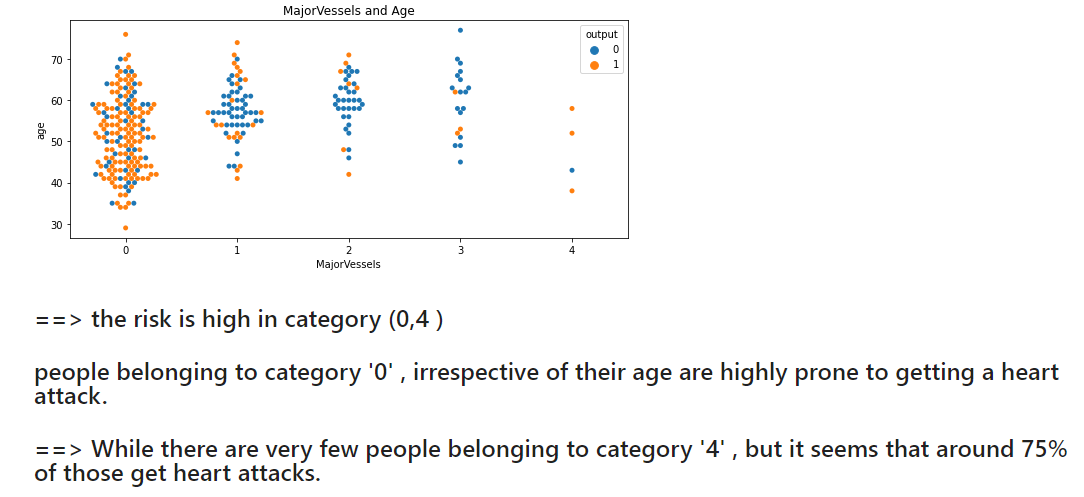 MajorVessels and Age
output
0
1
70
60
50
40
30
age
0 1 2 3 4
MajorVessels
==> the risk is high in category (0,4 )
people belonging to category '0' , irrespective of their age are highly prone to getting a heart
attack.
==> While there are very few people belonging to category '4' , but it seems that around 75%
of those get heart attacks.